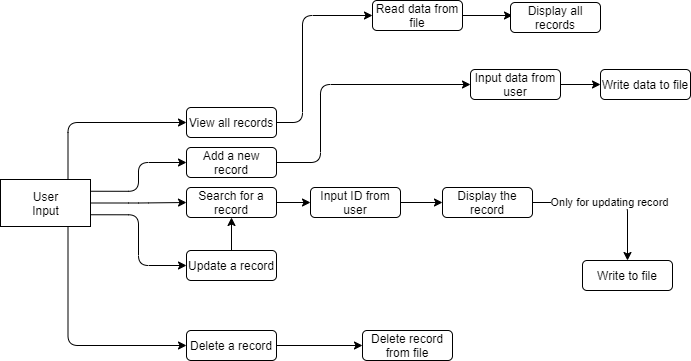 Read data from
file
Display all
records
Input data from
user
Write data to file
View all records
Add a new
record
User
Input
Search for a
record
Input ID from
user
Display the
record
Only for updating record
Update a record
Write to file
Delete a record
Delete record
from file